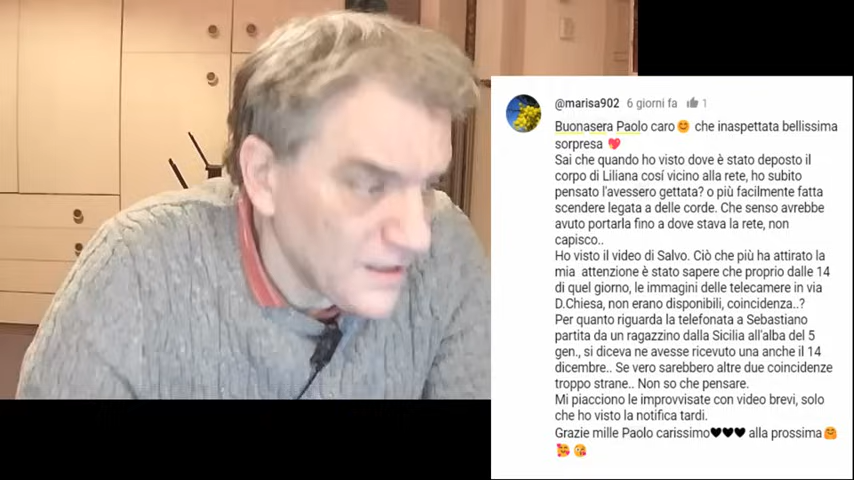 @marisa902 6 giorni fa 1
Buonasera Paolo caro🤗 che inaspettata bellissima
sorpresa 💖
Sai che quando ho visto dove è stato deposto il
corpo di Liliana cosí vicino alla rete, ho subito
pensato l'avessero gettata? o più facilmente fatta
scendere legata a delle corde. Che senso avrebbe
avuto portarla fino a dove stava la rete, non
capisco..
Ho visto il video di Salvo. Ciò che più ha attirato la
mia attenzione è stato sapere che proprio dalle 14
di quel giorno, le immagini delle telecamere in via
D.Chiesa, non erano disponibili, coincidenza..?
Per quanto riguarda la telefonata a Sebastiano
partita da un ragazzino dalla Sicilia all'alba del 5
gen., si diceva ne avesse ricevuto una anche il 14
dicembre.. Se vero sarebbero altre due coincidenze
troppo strane.. Non so che pensare.
Mi piacciono le improvvisate con video brevi, solo
che ho visto la notifica tardi.
Grazie mille Paolo carissimo🖤🖤🖤 alla prossima🤗
🥰 😘